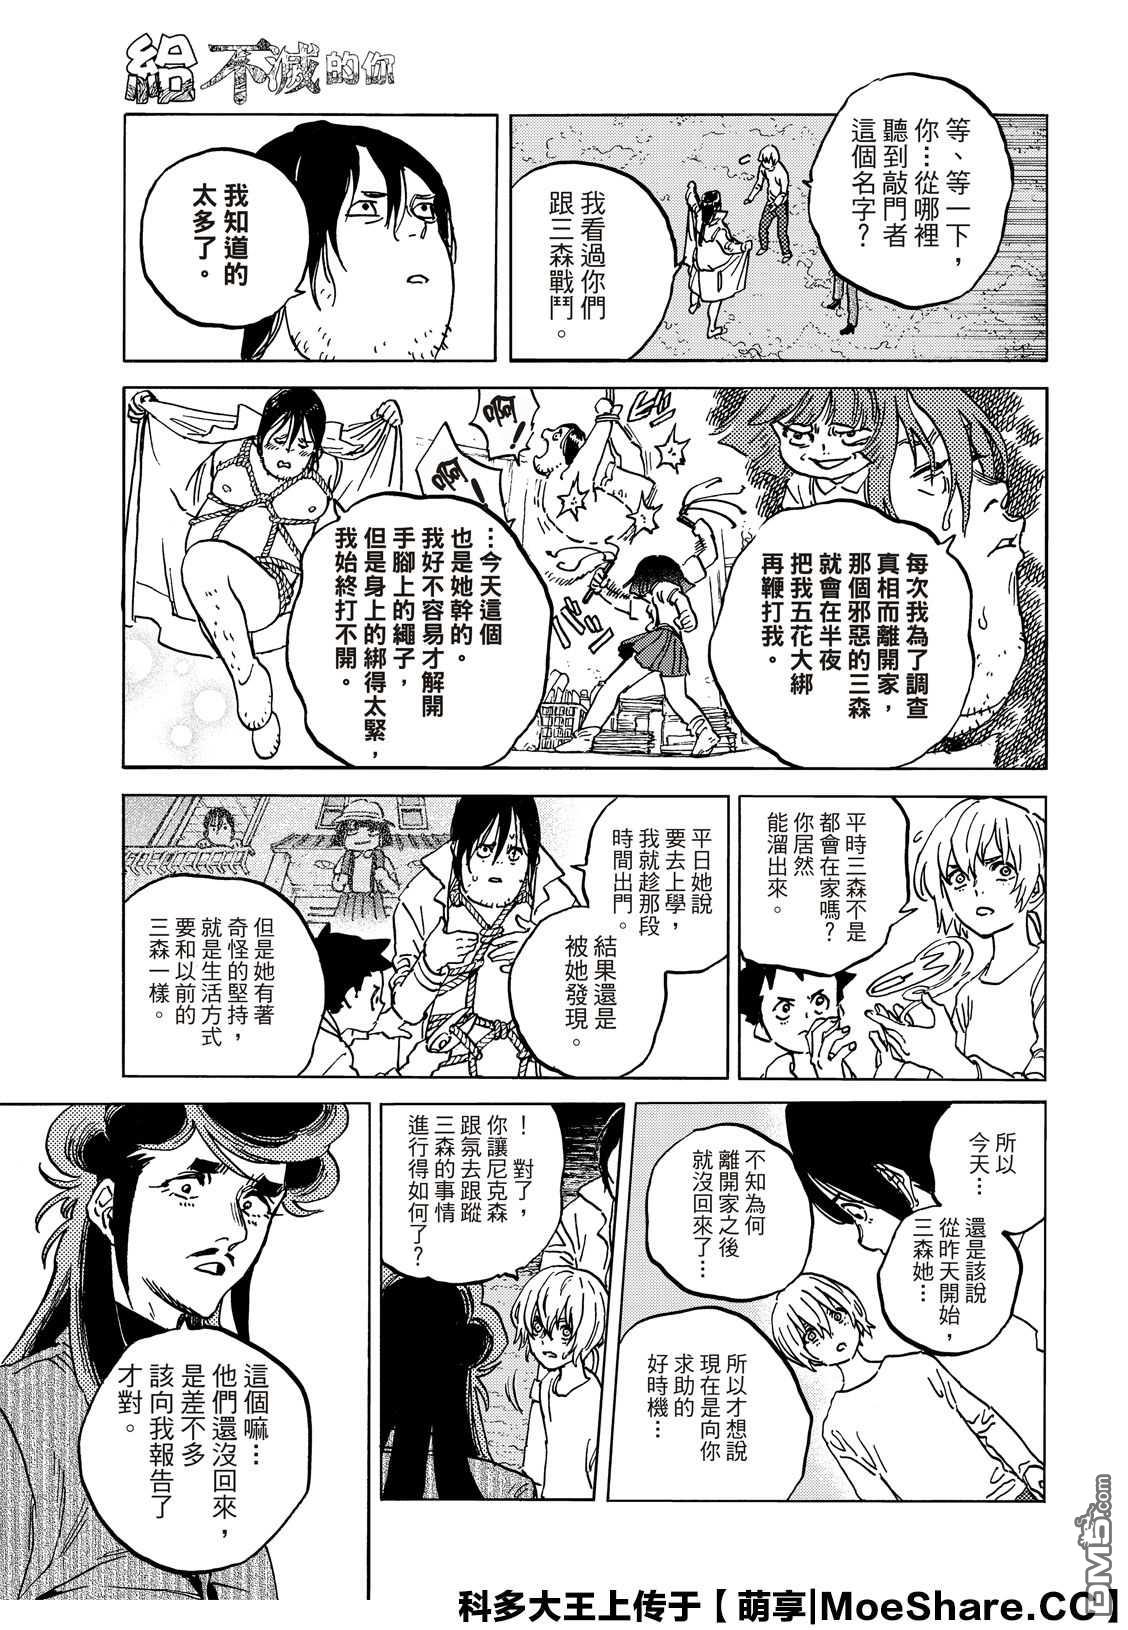 給不滅的你
等、等一下，
你…從哪裡
聽到敲門者
這個名字？
我看過你們
跟三森戰鬥。
我知道的
太多了。
每次我為了調查
真相而離開家，
那個邪惡的三森
就會在半夜
把我五花大綁
再鞭打我。
啊！
啊！
…今天這個
也是她幹的。
我好不容易才解開
手腳上的繩子，
但是身上的綁得太緊，
我始終打不開。
平時三森不是
都會在家嗎？
你居然
能溜出來。
平日她說
要去上學，
我就趁那段
時間出門。
結果還是
被她發現。
但是她有著
奇怪的堅持，
就是生活方式
要和以前的
三森一樣。
所以
今天…
還是該說
從昨天開始，
三森她…
不知為何
離開家之後
就沒回來了…
所以才想說
現在是向你
求助的
好時機…
！對了，
你讓尼克森
跟氛去跟蹤
三森的事情
進行得如何了？
這個嘛…
他們還沒回來，
是差不多
該向我報告了
才對。
DM5.com
科多大王上传于【萌享|MoeShare.CC】